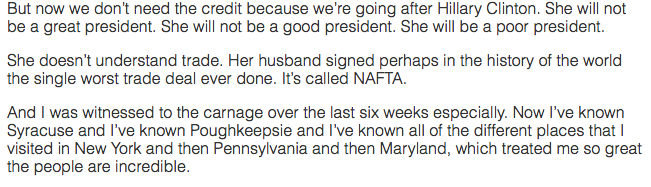 But now we don't need the credit because we're going after Hillary Clinton. She will not
be a great president. She will not be a good president. She will be a poor president.
She doesn't understand trade. Her husband signed perhaps in the history of the world
the single worst trade deal ever done. It's called NAFTA.
And I was witnessed to the carnage over the last six weeks especially. Now I've known
Syracuse and I've known Poughkeepsie and I've known all of the different places that I
visited in New York and then Pennsylvania and then Maryland, which treated me so great
the people are incredible.